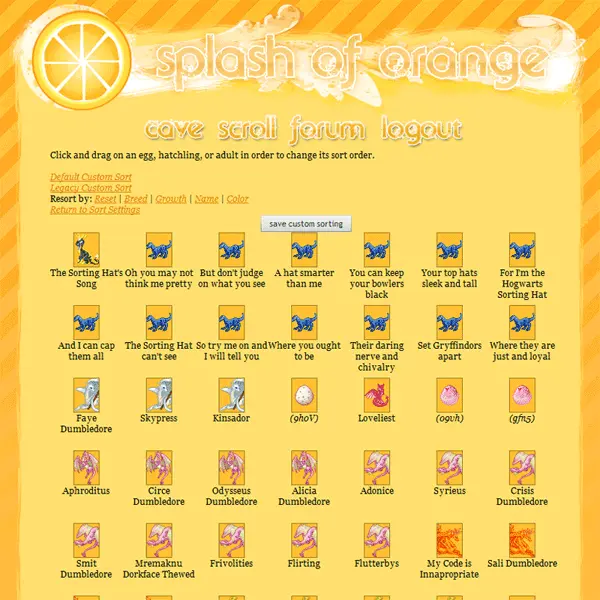 splash of orange
cave scroll forum logout
Click and drag on an egg, hatchling, or adult in order to change its sort order.
Default Custom Sort
Legacy Custom Sort
Resort by: Reset | Breed | Growth | Name | Color
Return to Sort Settings
save custom sorting
The Sorting Hat's Song
Oh you may not think me pretty
But don't judge on what you see
A hat smarter than me
You can keep your bowlers black
Your top hats sleek and tall
For I'm the Hogwarts Sorting Hat
And I can cap them all
The Sorting Hat can't see
So try me on and I will tell you
Where you ought to be
Their daring nerve and chivalry
Set Gryffindors apart
Where they are just and loyal
Faye Dumbledore
Skypress
Kinsador
(9hoV)
Loveliest
(o9vh)
(gfn5)
Aphroditus
Circe Dumbledore
Odysseus Dumbledore
Alicia Dumbledore
Adonice
Syrieus
Crisis Dumbledore
Smit Dumbledore
Mremaknu Dorkface Thewed
Frivolities
Flirting
Flutterbys
My Code is Innapropriate
Sali Dumbledore